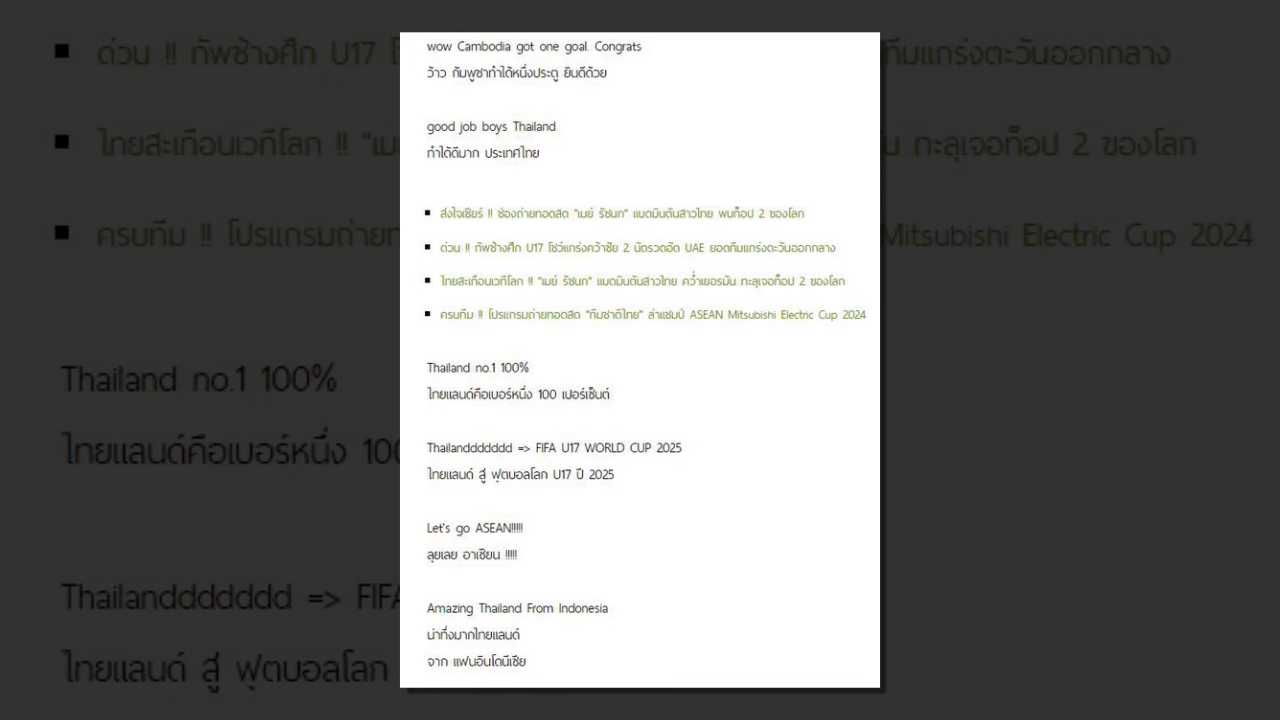 wow Cambodia got one goal. Congrats
ว้าว กัมพูชาทำได้หนึ่งประตู ยินดีด้วย
good job boys Thailand
ทำได้ดีมาก ประเทศไทย
▪ ส่งใจเชียร์ !! ช่องถ่ายทอดสด "เมย์ รัชนก" แบดมินตันสาวไทย พบท็อป 2 ของโลก
▪ ด่วน !! ทัพช้างศึก U17 โชว์แกร่งคว้าชัย 2 นัดรวดอัด UAE ยอดทีมแกร่งตะวันออกกลาง
▪ ไทยสะเทือนเวทีโลก !! "เมย์ รัชนก" แบดมินตันสาวไทย คว่ำเยอรมัน ทะลุเจอท็อป 2 ของโลก
▪ ครบทีม !! โปรแกรมถ่ายทอดสด "ทีมชาติไทย" ล่าแชมป์ ASEAN Mitsubishi Electric Cup 2024
Thailand no.1 100%
ไทยแลนด์คือเบอร์หนึ่ง 100 เปอร์เซ็นต์
Thailanddddddd => FIFA U17 WORLD CUP 2025
ไทยแลนด์ สู่ ฟุตบอลโลก U17 ปี 2025
Let's go ASEAN!!!!!
ลุยเลย อาเซียน !!!!!
Amazing Thailand From Indonesia
น่าทึ่งมากไทยแลนด์
จาก แฟนอินโดนีเซีย